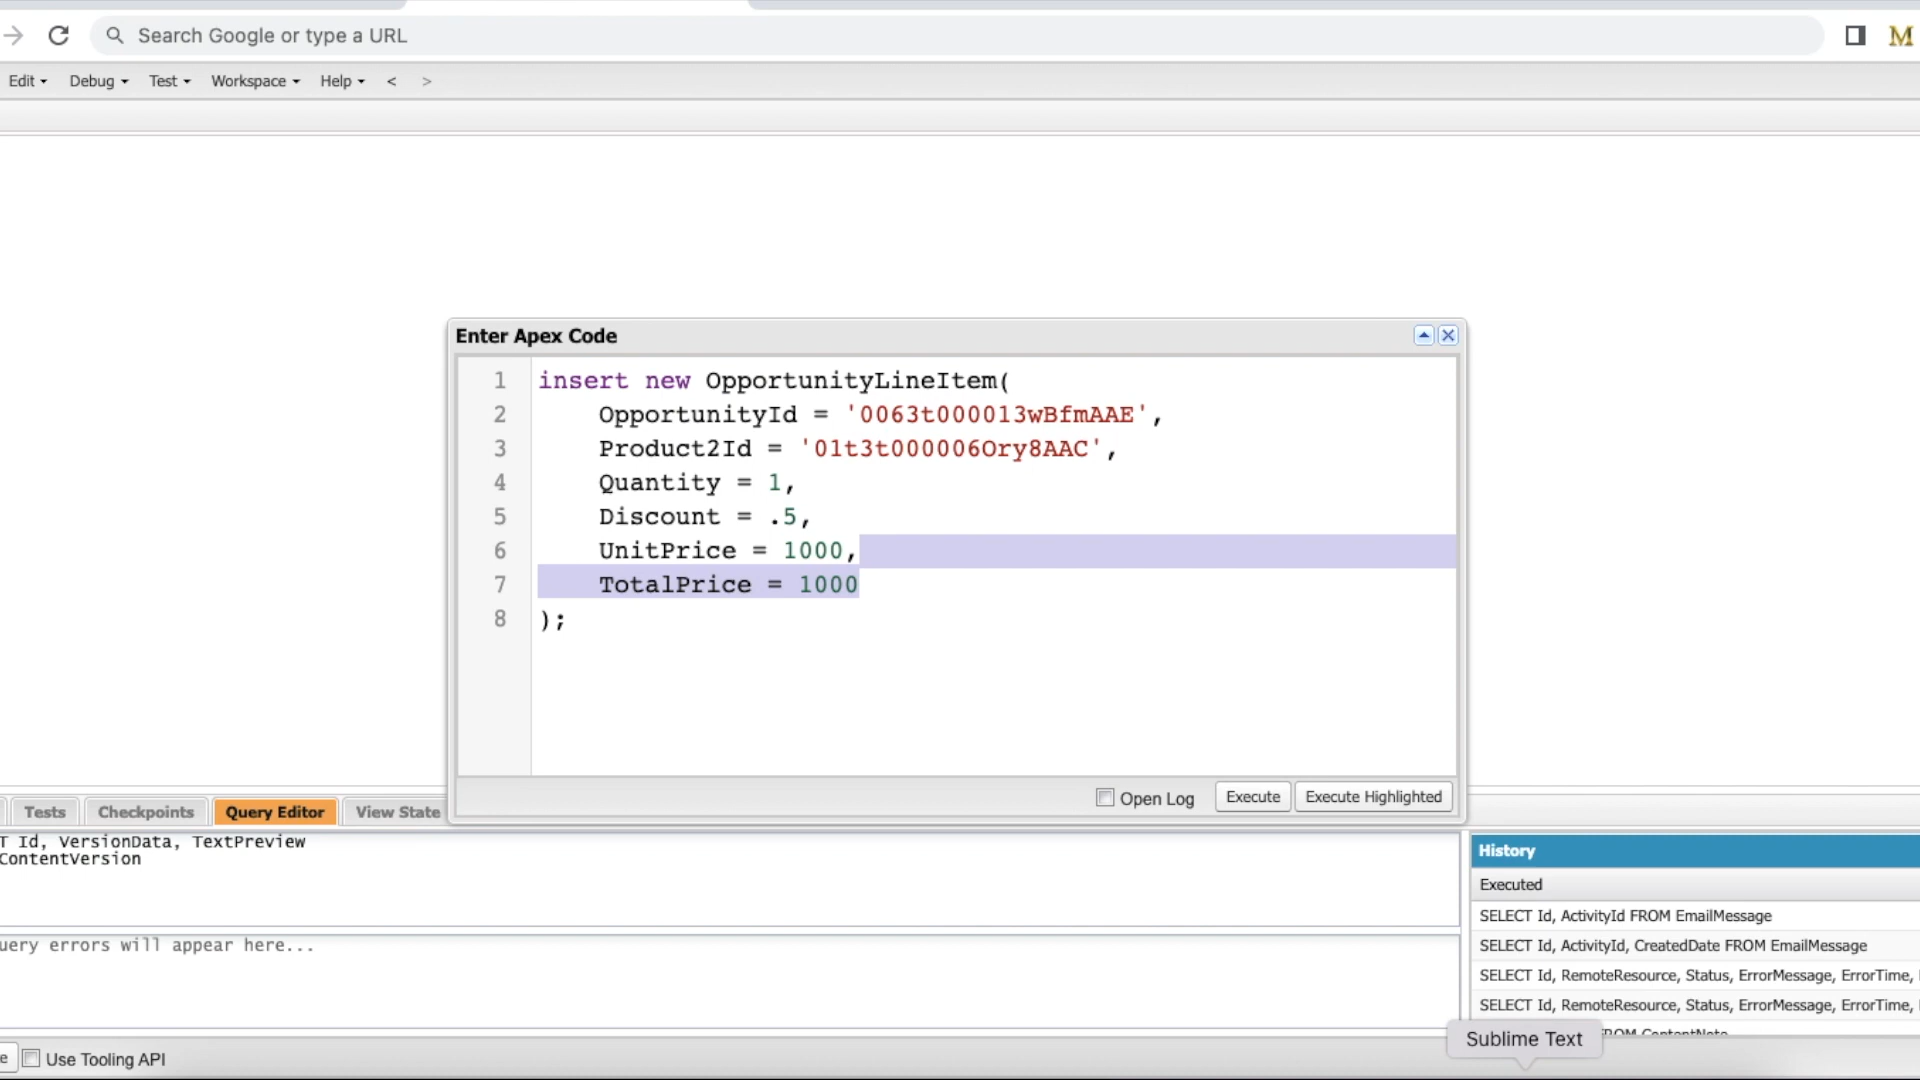 Search Google or type a URL
M
Edit Debug Test Workspace Help < >
Enter Apex Code
1 insert new OpportunityLineItem(
2 OpportunityId = '0063t000013wBfmAAE',
3 Product2Id = '01t3t000006Ory8AAC',
4 Quantity = 1,
5 Discount = .5,
6 UnitPrice = 1000,
7 TotalPrice = 1000
8 );
Open Log Execute Execute Highlighted
Tests Checkpoints Query Editor View State
T Id, VersionData, TextPreview
ContentVersion
uery errors will appear here...
History
Executed
SELECT Id, ActivityId FROM EmailMessage
SELECT Id, ActivityId, CreatedDate FROM EmailMessage
SELECT Id, RemoteResource, Status, ErrorMessage, ErrorTime,
SELECT Id, RemoteResource, Status, ErrorMessage, ErrorTime,
FROM ContentNote
Sublime Text
e Use Tooling API